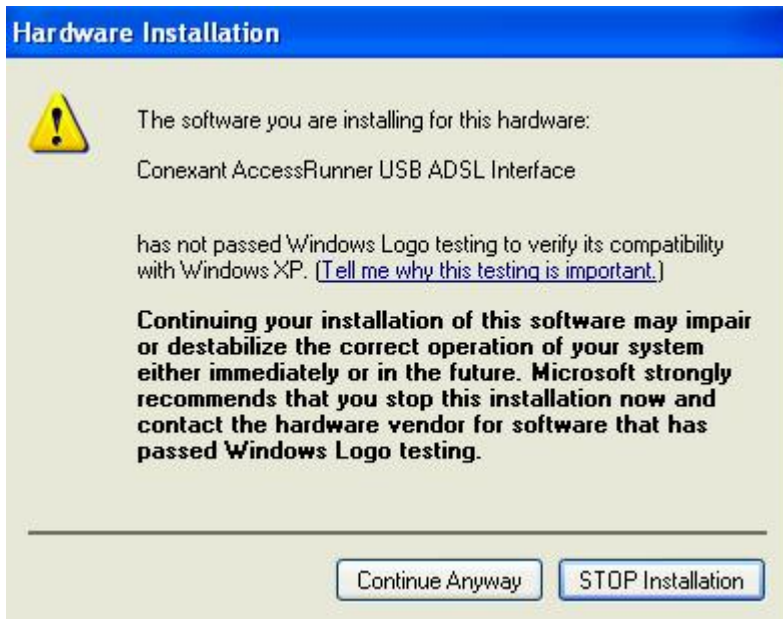 Hardware Installation
The software you are installing for this hardware:
Conexant AccessRunner USB ADSL Interface
has not passed Windows Logo testing to verify its compatibility
with Windows XP. (Tell me why this testing is important.)
Continuing your installation of this software may impair
or destabilize the correct operation of your system
either immediately or in the future. Microsoft strongly
recommends that you stop this installation now and
contact the hardware vendor for software that has
passed Windows Logo testing.
Continue Anyway STOP Installation